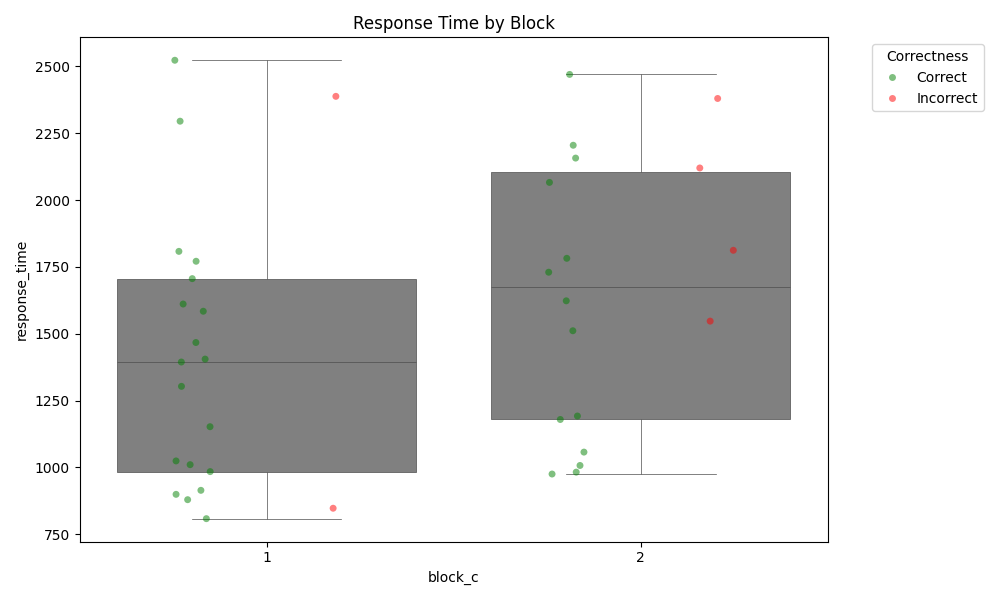 Response Time by Block
Correctness
Correct
Incorrect
response_time
2500
2250
2000
1750
1500
1250
1000
750
1
2
block_c